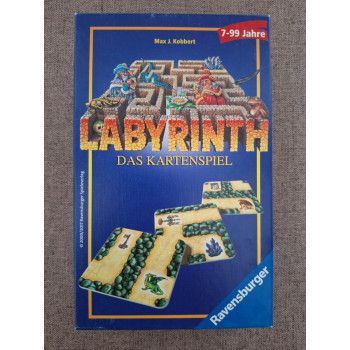 Max J. Kobbert
7-99 Jahre
LABYRINTH
DAS KARTENSPIEL
Ravensburger